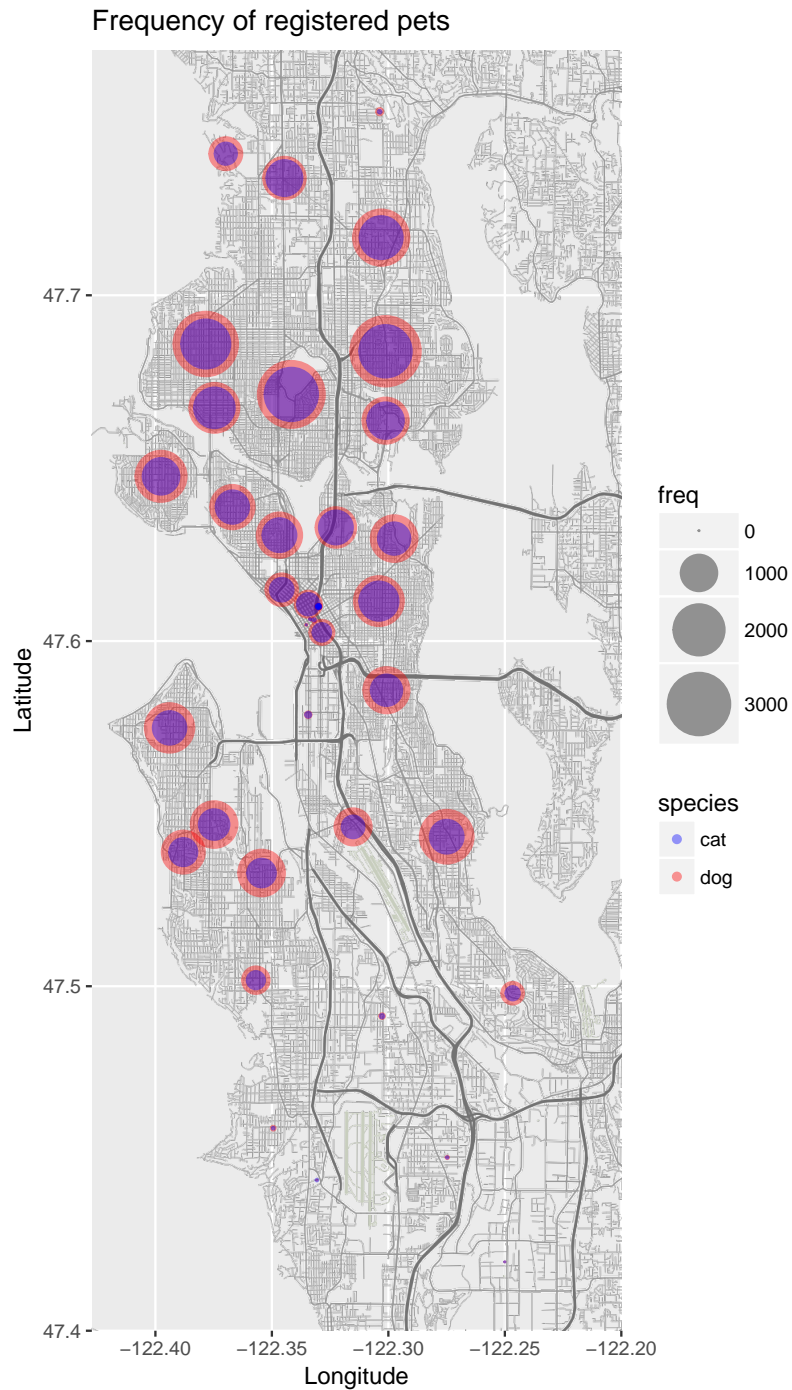 Frequency of registered pets
47.7
47.6
47.5
47.4
Latitude
−122.40
−122.35
−122.30
−122.25
−122.20
Longitude
freq
0
1000
2000
3000
species
cat
dog